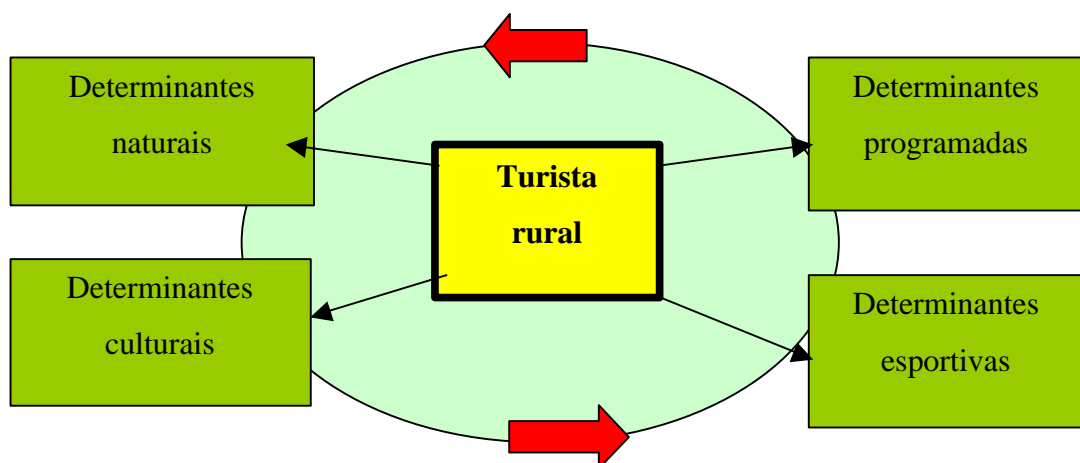 Determinantes
naturais
Determinantes
programadas
Turista
rural
Determinantes
culturais
Determinantes
esportivas